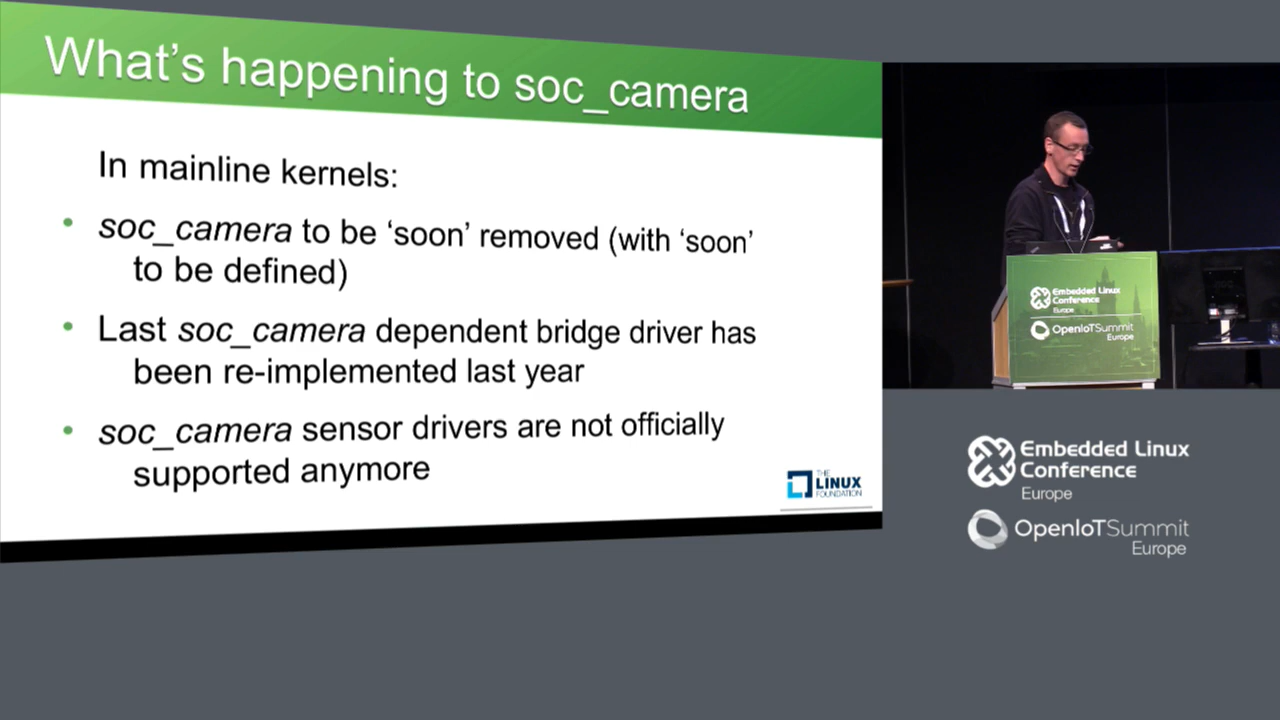 What's happening to soc_camera
In mainline kernels:
• soc_camera to be ‘soon’ removed (with ‘soon’
to be defined)
• Last soc_camera dependent bridge driver has
been re-implemented last year
• soc_camera sensor drivers are not officially
supported anymore
THE
LINUX
FOUNDATION
Embedded Linux
Conference
Europe
OpenIoTSummit
Europe
Embedded Linux
Conference
Europe
OpenIoTSummit
Europe